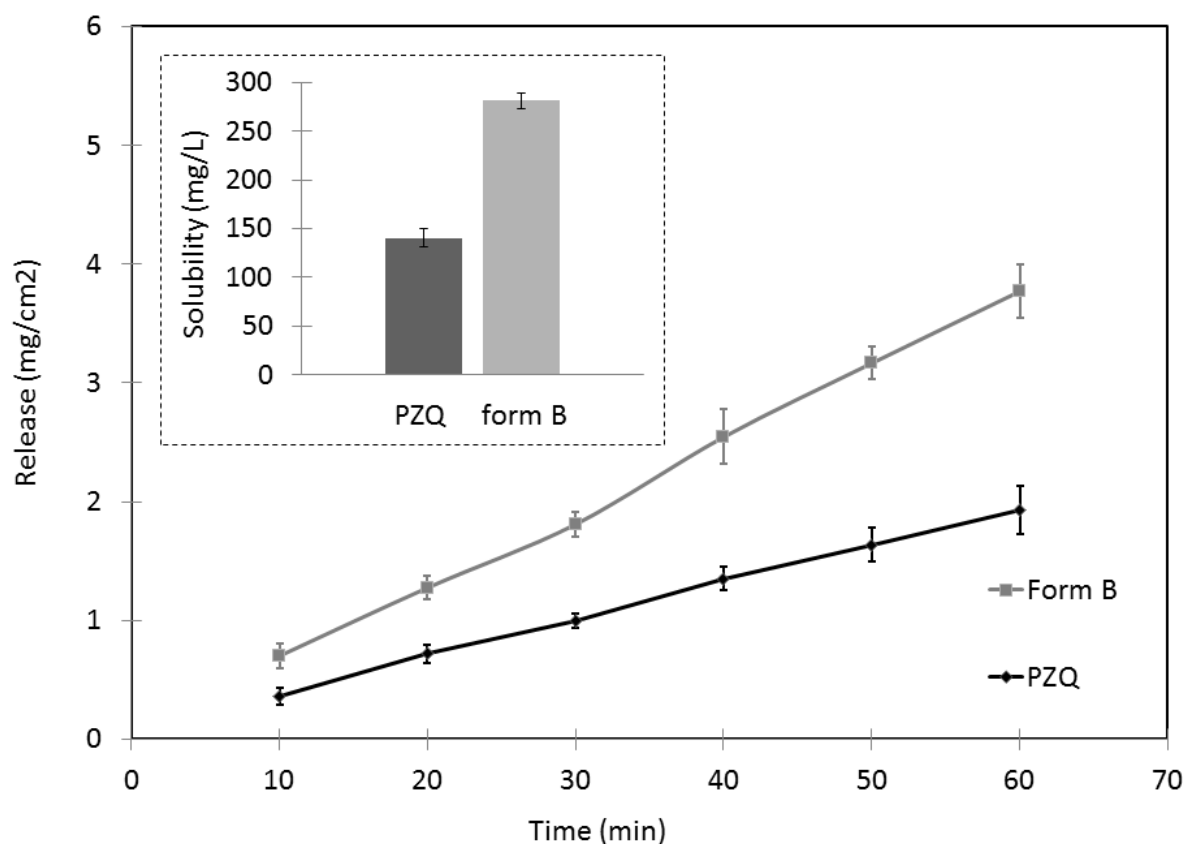 6
5
4
3
2
1
0
Release (mg/cm2)
300
250
200
150
100
50
0
Solubility (mg/L)
PZQ form B
Form B
PZQ
0 10 20 30 40 50 60 70
Time (min)